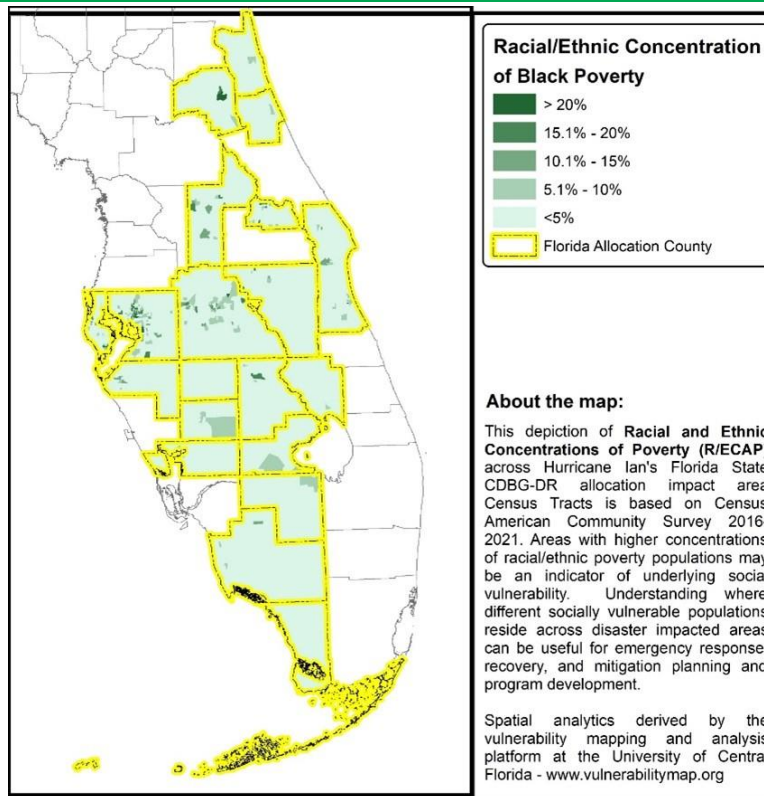 Racial/Ethnic Concentration
of Black Poverty
> 20%
15.1% - 20%
10.1% - 15%
5.1% - 10%
<5%
Florida Allocation County
About the map:
This depiction of Racial and Ethnic
Concentrations of Poverty (R/ECAP)
across Hurricane Ian's Florida State
CDBG-DR allocation impact area
Census Tracts is based on Census
American Community Survey 2016-
2021. Areas with higher concentrations
of racial/ethnic poverty populations may
be an indicator of underlying social
vulnerability. Understanding where
different socially vulnerable populations
reside across disaster impacted areas
can be useful for emergency response,
recovery, and mitigation planning and
program development.
Spatial analytics derived by the
vulnerability mapping and analysis
platform at the University of Central
Florida - www.vulnerabilitymap.org